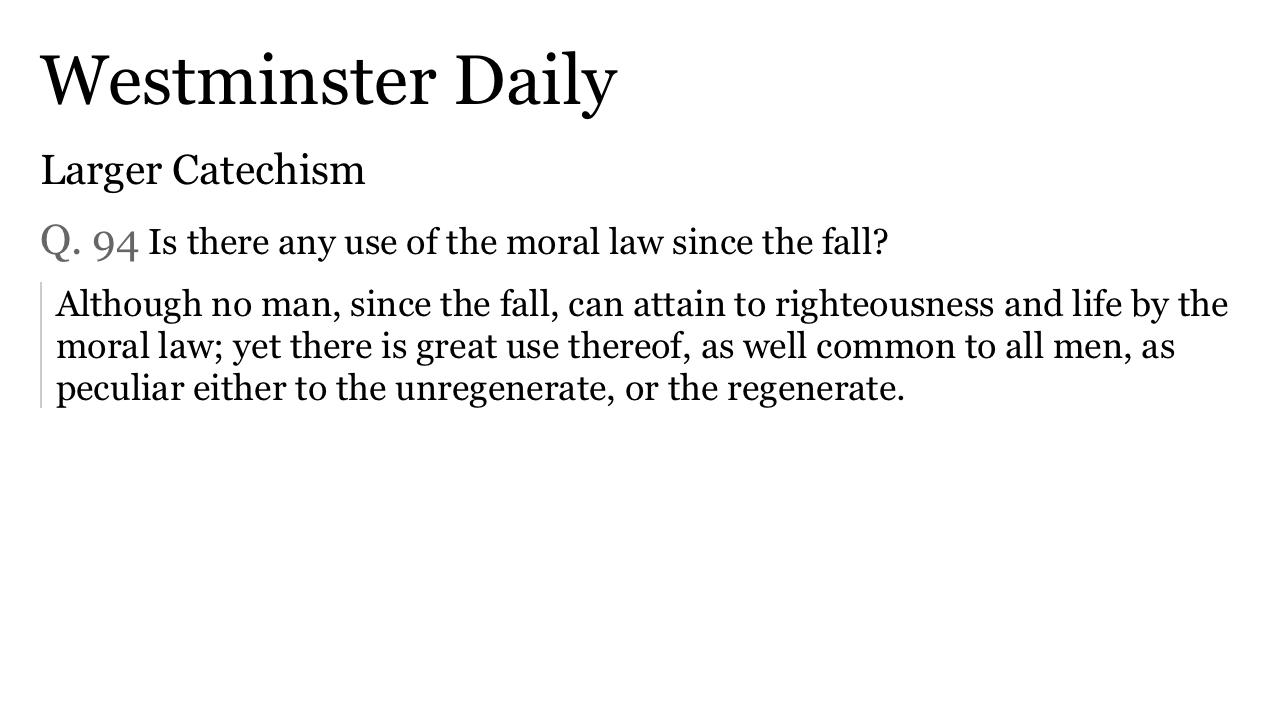 Westminster Daily
Larger Catechism
Q. 94 Is there any use of the moral law since the fall?
Although no man, since the fall, can attain to righteousness and life by the
moral law; yet there is great use thereof, as well common to all men, as
peculiar either to the unregenerate, or the regenerate.